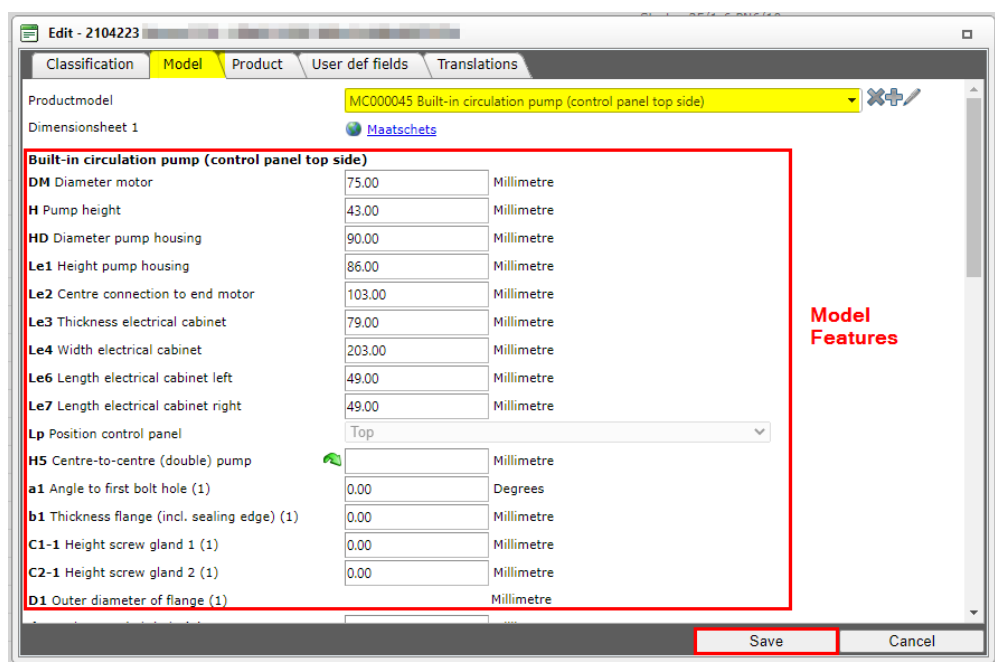 Edit - 2104223
Classification Model Product User def fields Translations
Productmodel MC000045 Built-in circulation pump (control panel top side)
Dimensionsheet 1 Maatschets
Built-in circulation pump (control panel top side)
DM Diameter motor 75.00 Millimetre
H Pump height 43.00 Millimetre
HD Diameter pump housing 90.00 Millimetre
Le1 Height pump housing 86.00 Millimetre
Le2 Centre connection to end motor 103.00 Millimetre
Le3 Thickness electrical cabinet 79.00 Millimetre
Le4 Width electrical cabinet 203.00 Millimetre
Le6 Length electrical cabinet left 49.00 Millimetre
Le7 Length electrical cabinet right 49.00 Millimetre
Lp Position control panel Top
H5 Centre-to-centre (double) pump Millimetre
a1 Angle to first bolt hole (1) 0.00 Degrees
b1 Thickness flange (incl. sealing edge) (1) 0.00 Millimetre
C1-1 Height screw gland 1 (1) 0.00 Millimetre
C2-1 Height screw gland 2 (1) 0.00 Millimetre
D1 Outer diameter of flange (1) Millimetre
Model
Features
Save Cancel